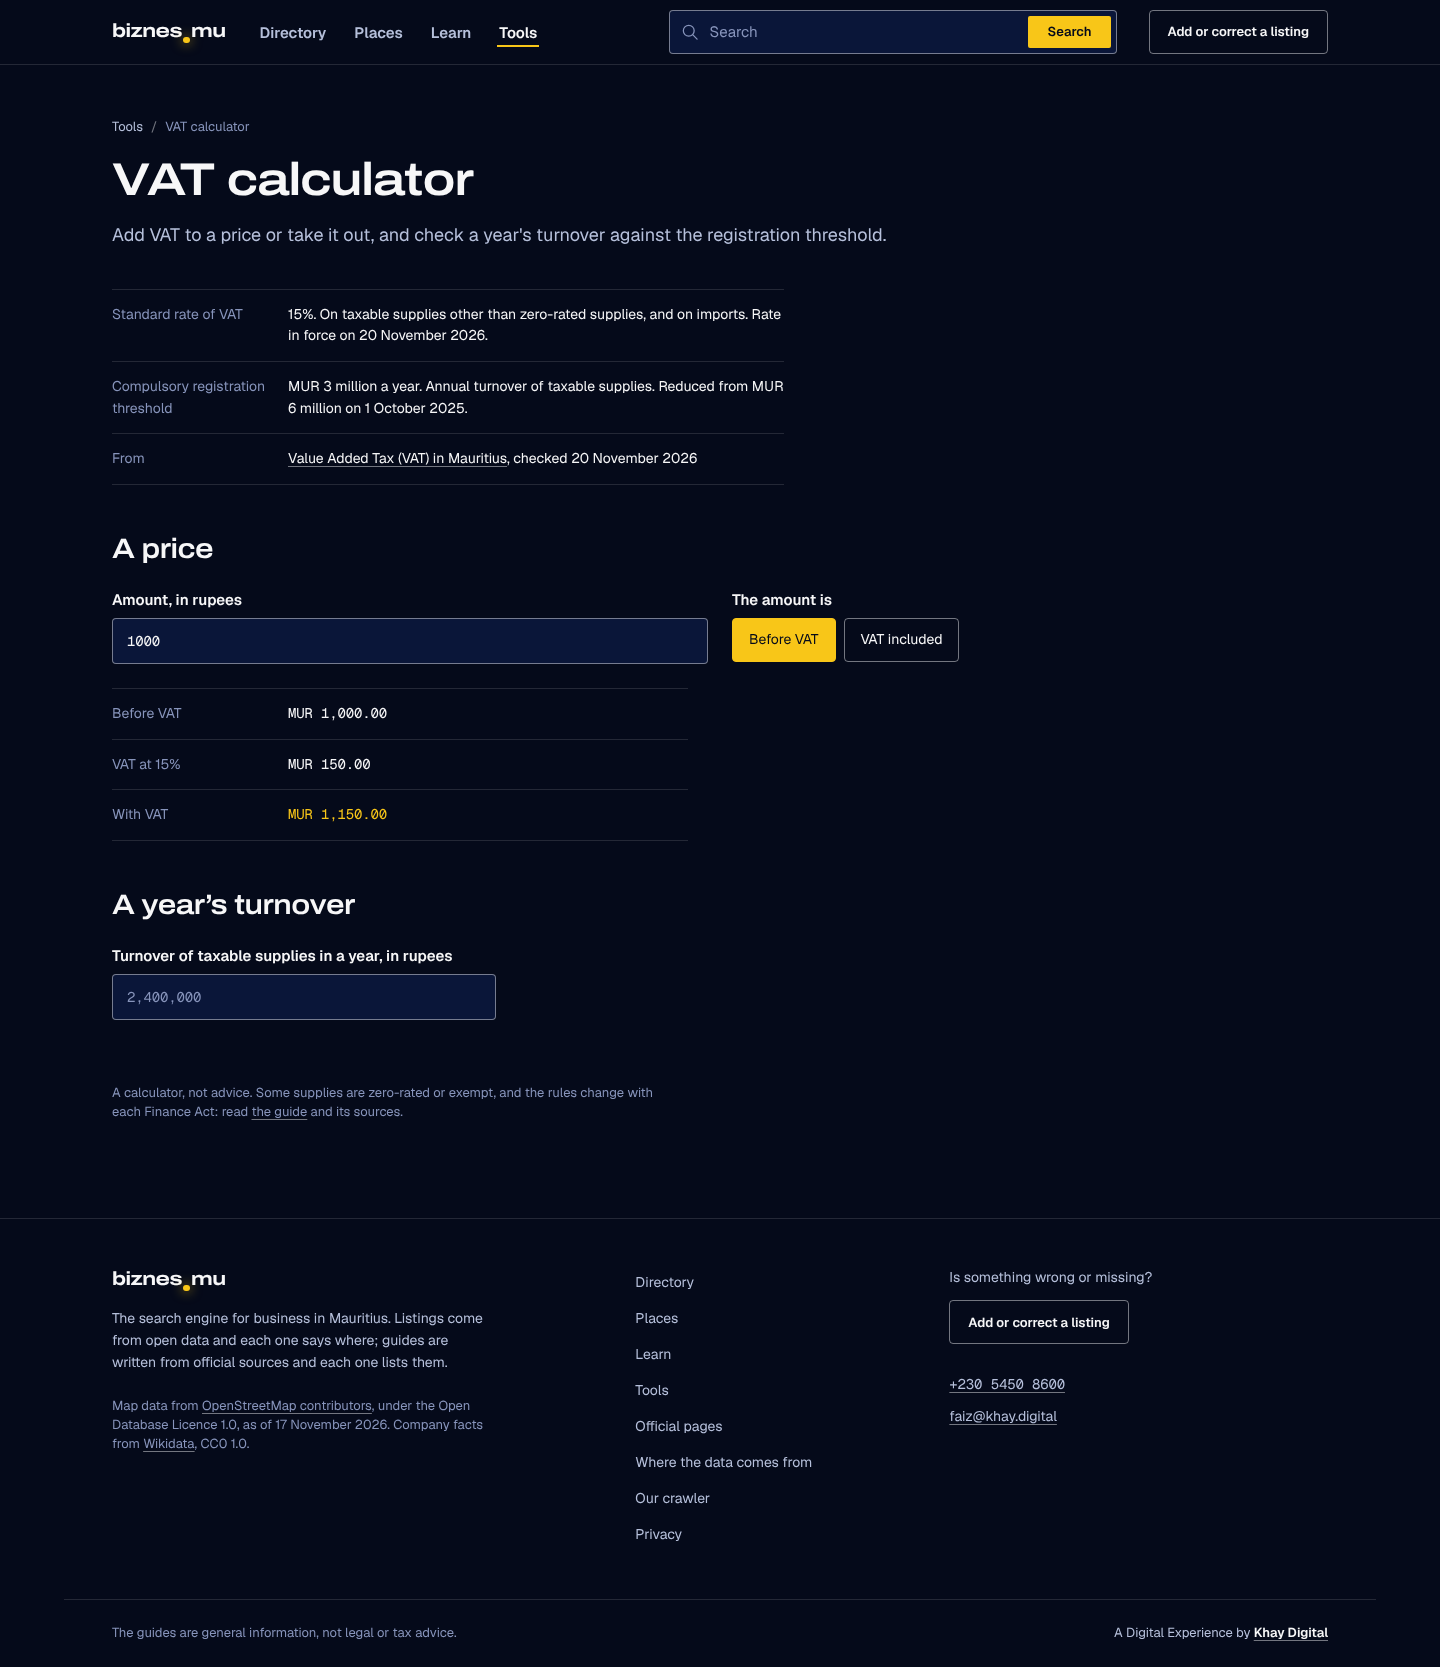 biznes.mu
Directory
Places
Learn
Tools
Search
Search
Add or correct a listing
Tools / VAT calculator
VAT calculator
Add VAT to a price or take it out, and check a year's turnover against the registration threshold.
Standard rate of VAT
15%. On taxable supplies other than zero-rated supplies, and on imports. Rate
in force on 20 November 2026.
Compulsory registration
threshold
MUR 3 million a year. Annual turnover of taxable supplies. Reduced from MUR
6 million on 1 October 2025.
From
Value Added Tax (VAT) in Mauritius, checked 20 November 2026
A price
Amount, in rupees
1000
The amount is
Before VAT
VAT included
Before VAT
MUR 1,000.00
VAT at 15%
MUR 150.00
With VAT
MUR 1,150.00
A year’s turnover
Turnover of taxable supplies in a year, in rupees
2,400,000
A calculator, not advice. Some supplies are zero-rated or exempt, and the rules change with
each Finance Act: read the guide and its sources.
biznes.mu
The search engine for business in Mauritius. Listings come
from open data and each one says where; guides are
written from official sources and each one lists them.
Map data from OpenStreetMap contributors, under the Open
Database Licence 1.0, as of 17 November 2026. Company facts
from Wikidata, CC0 1.0.
Directory
Places
Learn
Tools
Official pages
Where the data comes from
Our crawler
Privacy
Is something wrong or missing?
Add or correct a listing
+230 5450 8600
faiz@khay.digital
The guides are general information, not legal or tax advice.
A Digital Experience by Khay Digital